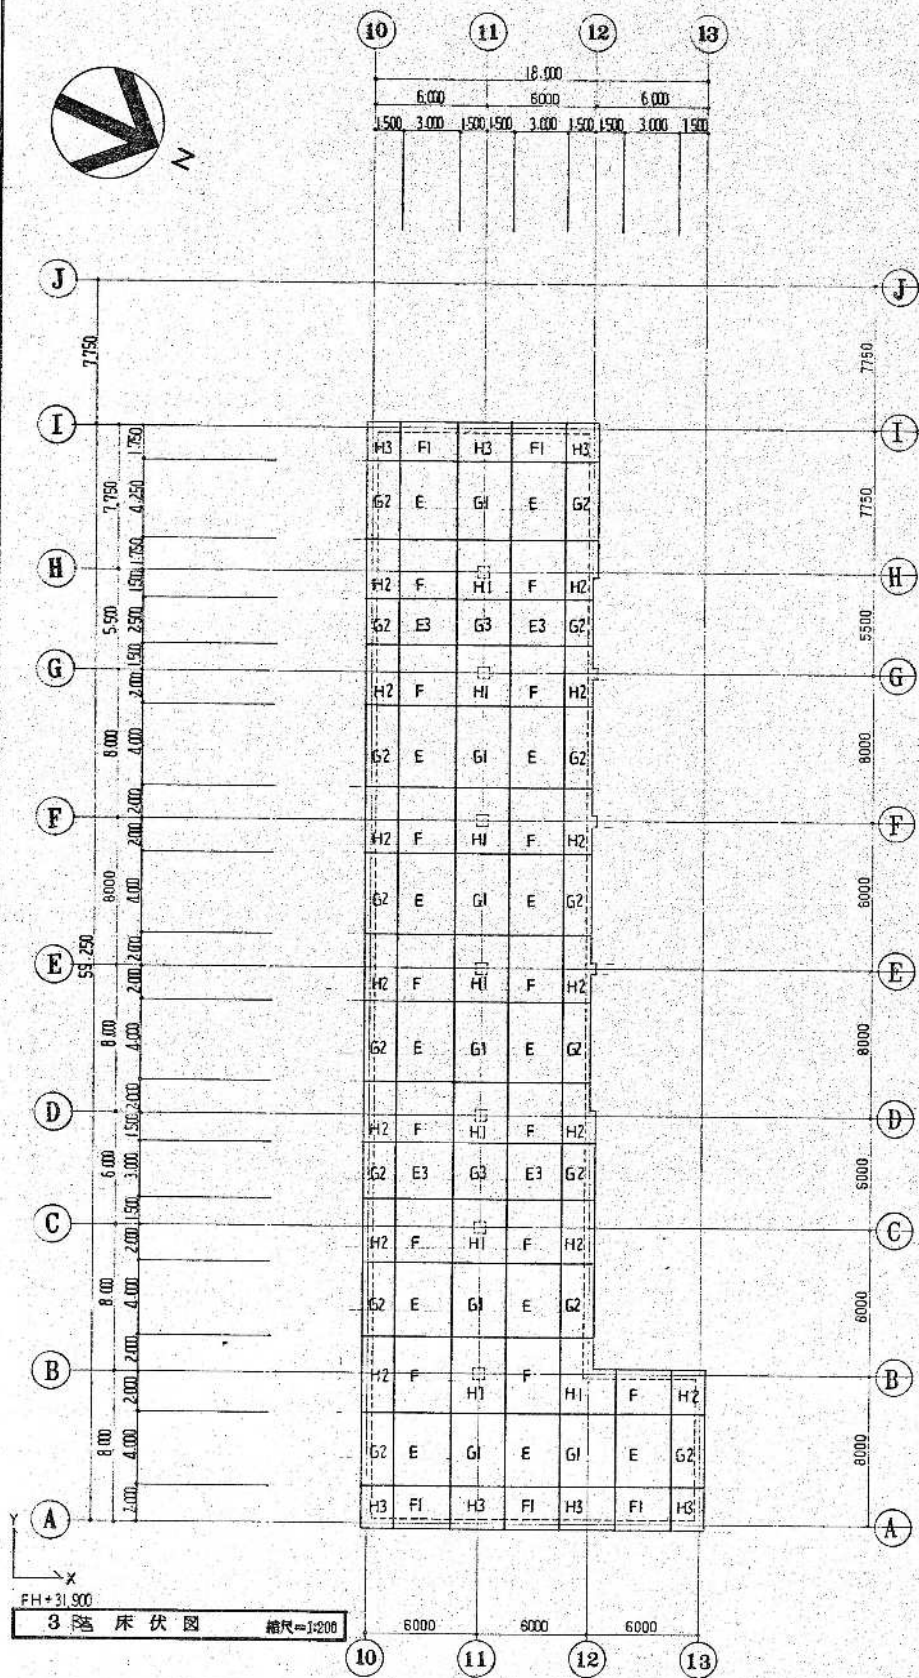 10 11 12 13
18.000
6.000 6000 6.000
1.500 3.000 1.500 1.500 3.000 1.500 1.500 3.000 1.500
N
J J
7.750 7750
I I
H3 F1 H3 F1 H3
1.750
7.750 4.250 G2 E G1 E G2 7750
1.750
H H
1.500 H2 F H1 F H2
5.500 2.500 G2 E3 G3 E3 G2 5500
1.500
G G
2.000 H2 F H1 F H2
8.000 4.000 G2 E G1 E G2 8000
2.000
F F
2.000 H2 F H1 F H2
8000 4.000 G2 E G1 E G2 8000
59.250
2.000
E E
2.000 H2 F H1 F H2
8.000 4.000 G2 E G1 E G2 8000
2.000
D D
1.500 H2 F H1 F H2
6.000 3.000 G2 E3 G3 E3 G2 6000
1.500
C C
2.000 H2 F H1 F H2
8.000 4.000 G2 E G1 E G2
2.000
B B
2.000 H2 F H1 F H1 F H2
8.000 4.000 G2 E G1 E G1 E G2 8000
2.000 H3 F1 H3 F1 H3 F1 H3
A A
Y
X
FH+31,900
3階 床伏図 縮尺=1:200
6000 6000 6000
10 11 12 13